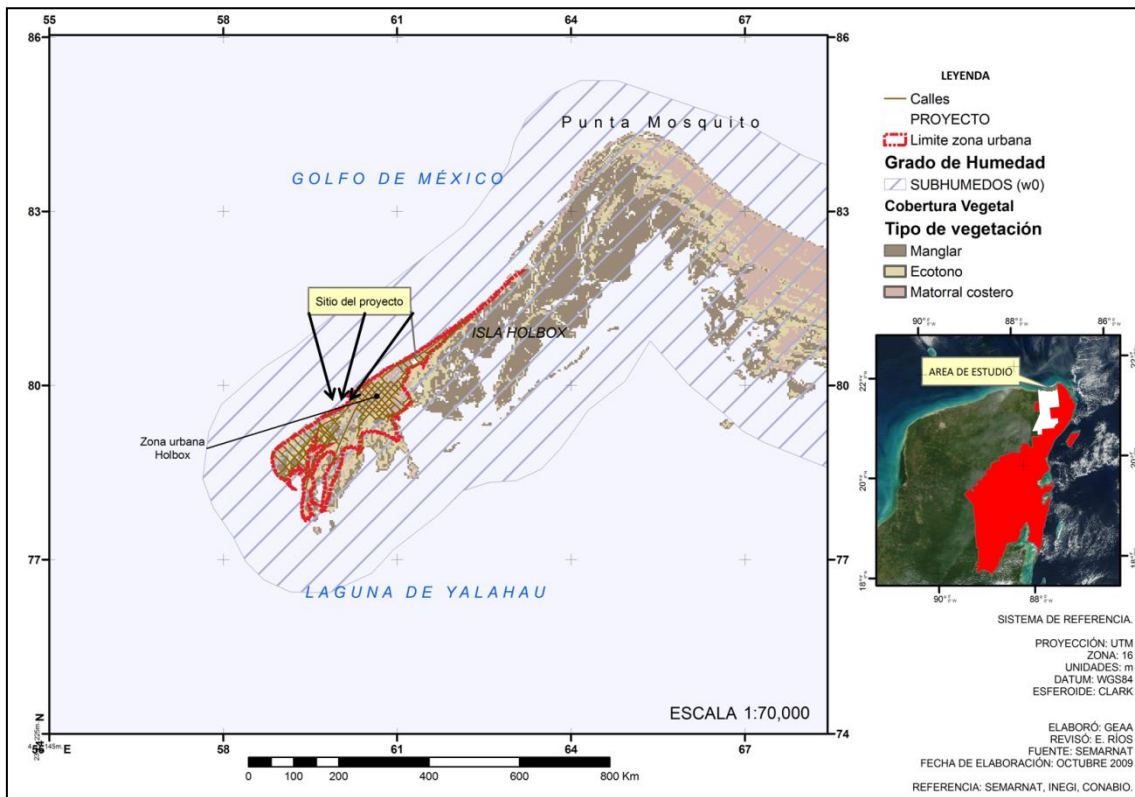 55
58
61
64
67
86
86
83
83
80
80
77
77
74
Punta Mosquito
GOLFO DE MÉXICO
Sitio del proyecto
ISLA HOLBOX
Zona urbana
Holbox
LAGUNA DE YALAHAU
ESCALA 1:70,000
58
61
64
67
0 100 200 400 600 800 Km
LEYENDA
Calles
PROYECTO
Limite zona urbana
Grado de Humedad
SUBHUMEDOS (w0)
Cobertura Vegetal
Tipo de vegetación
Manglar
Ecotono
Matorral costero
AREA DE ESTUDIO
SISTEMA DE REFERENCIA.
PROYECCIÓN: UTM
ZONA: 16
UNIDADES: m
DATUM: WGS84
ESFEROIDE: CLARK
ELABORÓ: GEAA
REVISÓ: E. RÍOS
FUENTE: SEMARNAT
FECHA DE ELABORACIÓN: OCTUBRE 2009
REFERENCIA: SEMARNAT, INEGI, CONABIO.